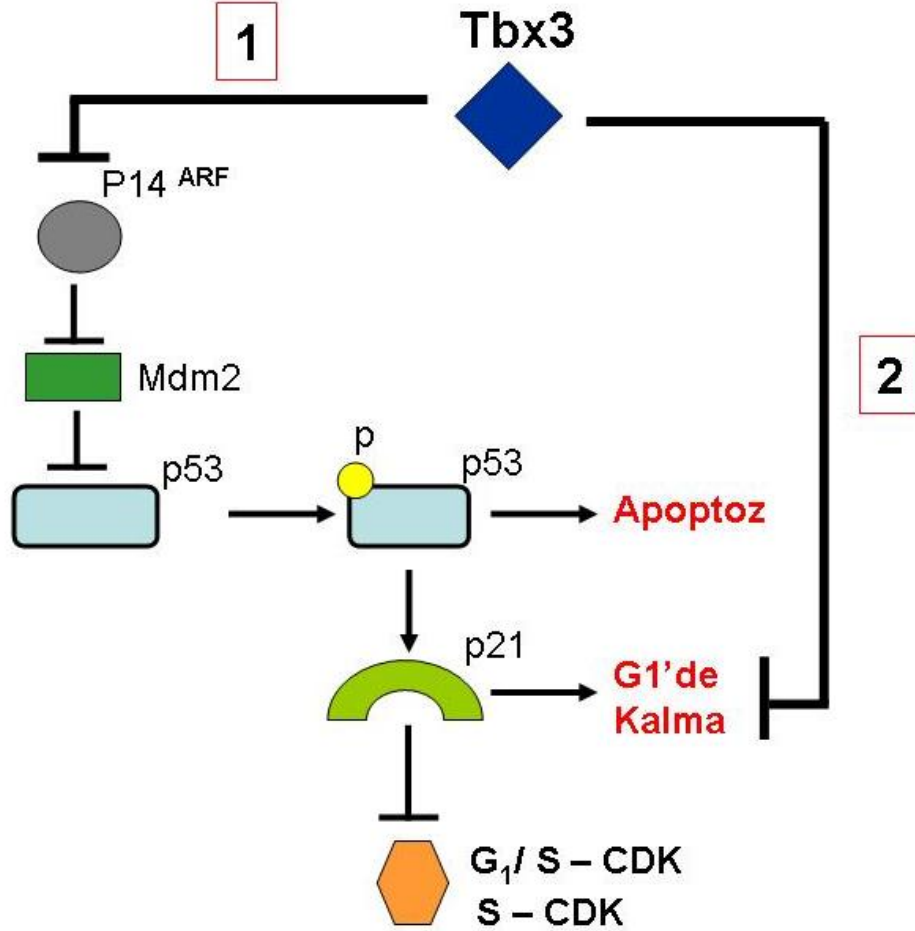 1
Tbx3
P14 ARF
2
Mdm2
p
p53
p53
Apoptoz
p21
G1’de
Kalma
G1/ S – CDK
S – CDK